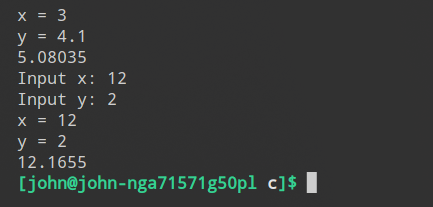 x = 3
y = 4.1
5.08035
Input x: 12
Input y: 2
x = 12
y = 2
12.1655
[john@john-nga71571g50pl c]$